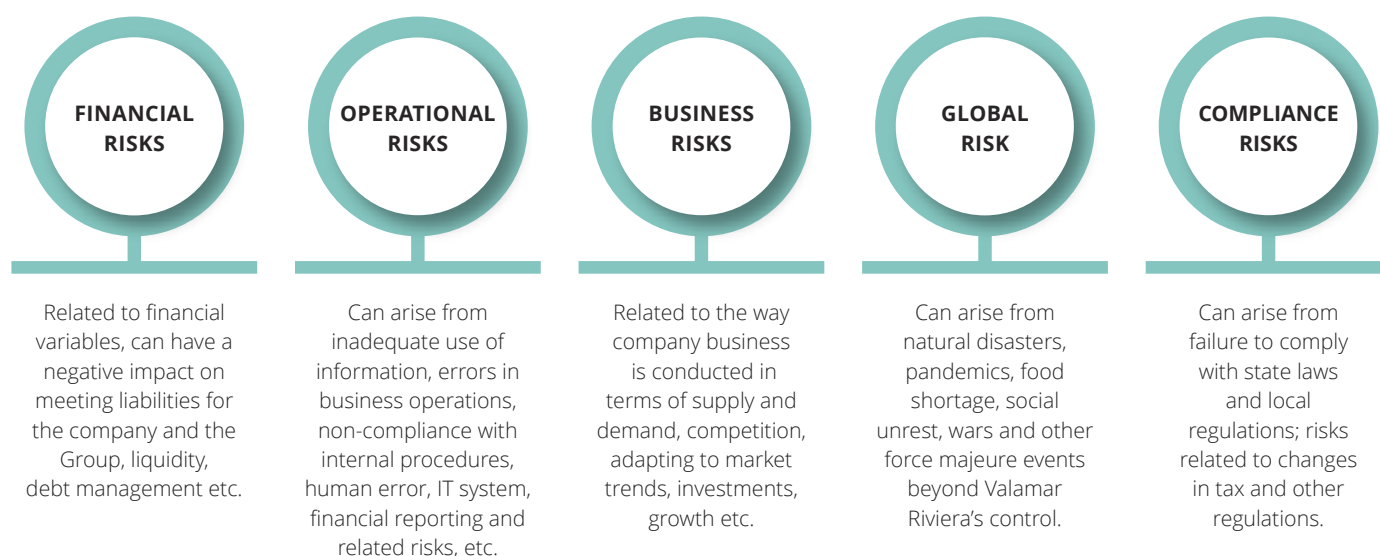 FINANCIAL
RISKS
Related to financial
variables, can have a
negative impact on
meeting liabilities for
the company and the
Group, liquidity,
debt management etc.
OPERATIONAL
RISKS
Can arise from
inadequate use of
information, errors in
business operations,
non-compliance with
internal procedures,
human error, IT system,
financial reporting and
related risks, etc.
BUSINESS
RISKS
Related to the way
company business
is conducted in
terms of supply and
demand, competition,
adapting to market
trends, investments,
growth etc.
GLOBAL
RISK
Can arise from
natural disasters,
pandemics, food
shortage, social
unrest, wars and other
force majeure events
beyond Valamar
Riviera’s control.
COMPLIANCE
RISKS
Can arise from
failure to comply
with state laws
and local
regulations; risks
related to changes
in tax and other
regulations.